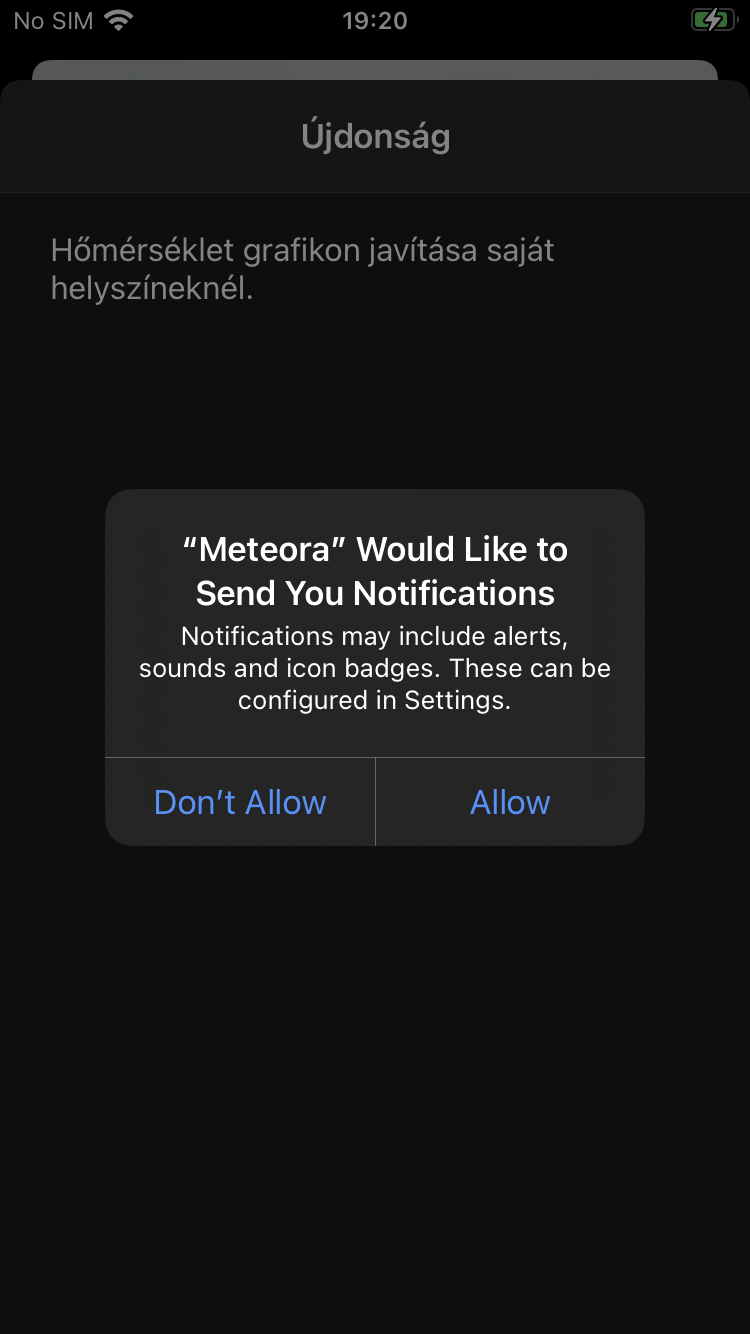 No SIM 19:20
Újdonság
Hőmérséklet grafikon javítása saját
helyszíneknél.
“Meteora” Would Like to
Send You Notifications
Notifications may include alerts,
sounds and icon badges. These can be
configured in Settings.
Don’t Allow Allow